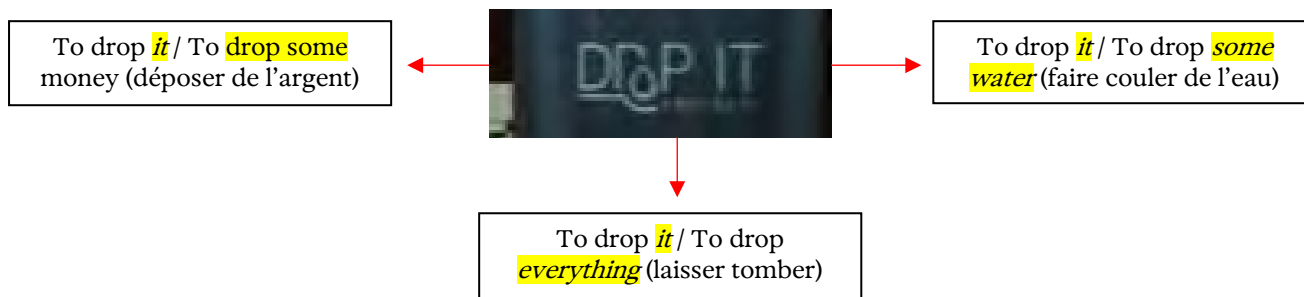 To drop it / To drop some
money (déposer de l’argent)
DROP IT
To drop it / To drop some
water (faire couler de l’eau)
To drop it / To drop
everything (laisser tomber)